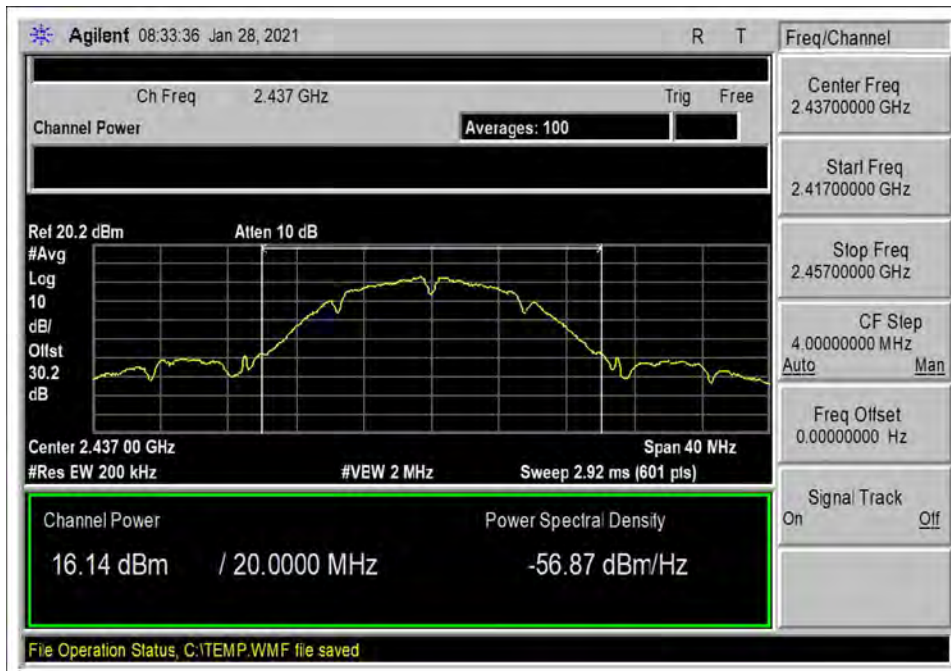 Agilent 08:33:36 Jan 28, 2021 R T
Freq/Channel
Ch Freq 2.437 GHz Trig Free
Channel Power Averages: 100
Ref 20.2 dBm Atten 10 dB
#Avg
Log
10
dB/
Offst
30.2
dB
Center 2.437 00 GHz Span 40 MHz
#Res BW 200 kHz #VBW 2 MHz Sweep 2.92 ms (601 pts)
Channel Power Power Spectral Density
16.14 dBm / 20.0000 MHz -56.87 dBm/Hz
File Operation Status, C:\TEMP.WMF file saved
Center Freq
2.43700000 GHz
Start Freq
2.41700000 GHz
Stop Freq
2.45700000 GHz
CF Step
4.00000000 MHz
Auto Man
Freq Offset
0.00000000 Hz
Signal Track
On Off